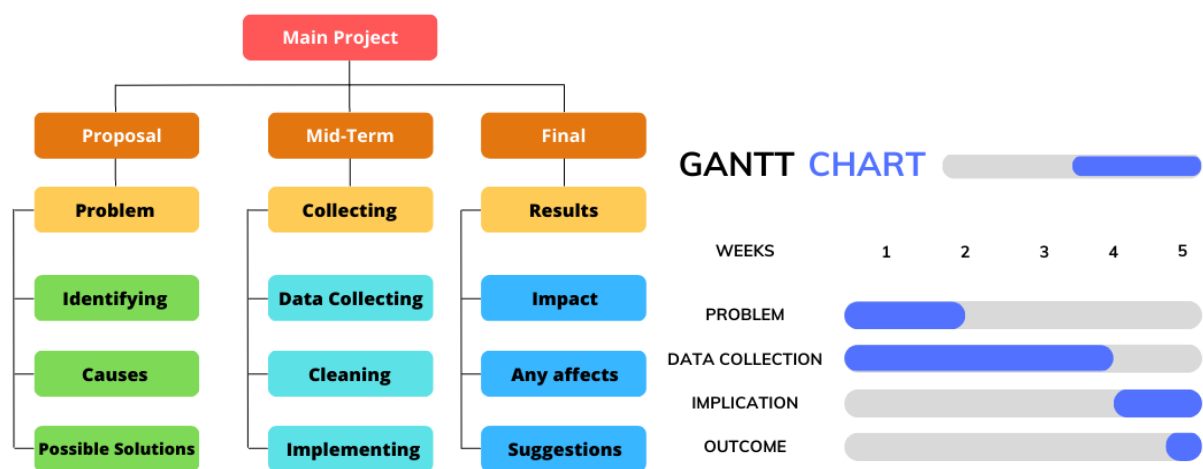 Main Project
Proposal
Mid-Term
Final
Problem
Collecting
Results
Identifying
Data Collecting
Impact
Causes
Cleaning
Any affects
Possible Solutions
Implementing
Suggestions
GANTT CHART
WEEKS 1 2 3 4 5
PROBLEM
DATA COLLECTION
IMPLICATION
OUTCOME